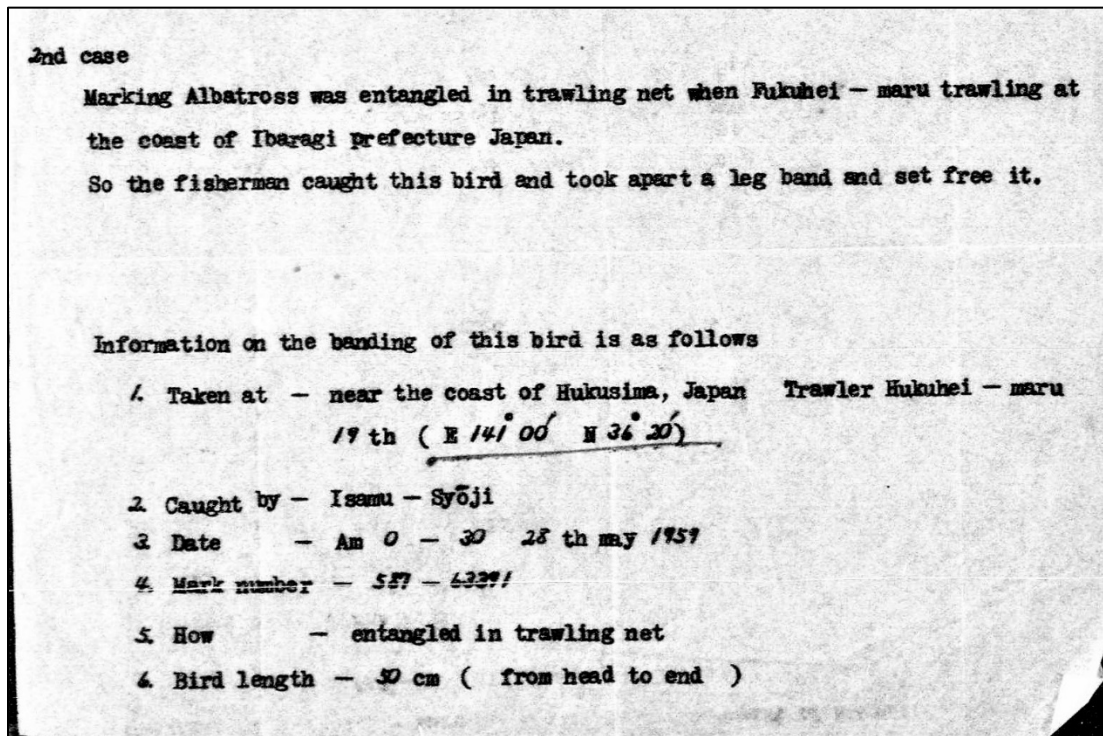 2nd case
Marking Albatross was entangled in trawling net when Fukuhei — maru trawling at
the coast of Ibaragi prefecture Japan.
So the fisherman caught this bird and took apart a leg band and set free it.
Information on the banding of this bird is as follows
1. Taken at — near the coast of Hukusima, Japan Trawler Hukuhei — maru
19 th ( E 141° 00' N 36° 20')
2. Caught by — Isamu — Syōji
3. Date — Am 0 — 30 28 th may 1959
4. Mark number — 587 —
5. How — entangled in trawling net
6. Bird length — 50 cm ( from head to end )